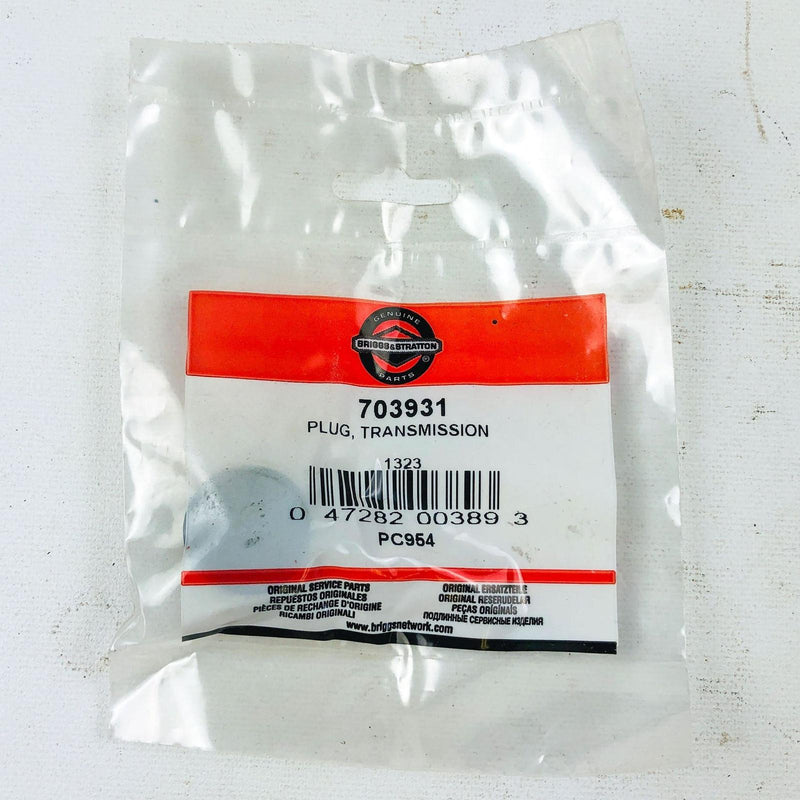 GENUINE
BRIGGS&STRATTON
®
PARTS
703931
PLUG, TRANSMISSION
1323
0 47282 00389 3
PC954
ORIGINAL SERVICE PARTS
REPUESTOS ORIGINALES
PIÈCES DE RECHANGE D'ORIGINE
RICAMBI ORIGINALI
ORIGINAL ERSATZTEILE
ORIGINAL RESERUDELAR
PEÇAS ORIGINAIS
ПОДЛИННЫЕ СЕРВИСНЫЕ ИЗДЕЛИЯ
www.briggsnetwork.com